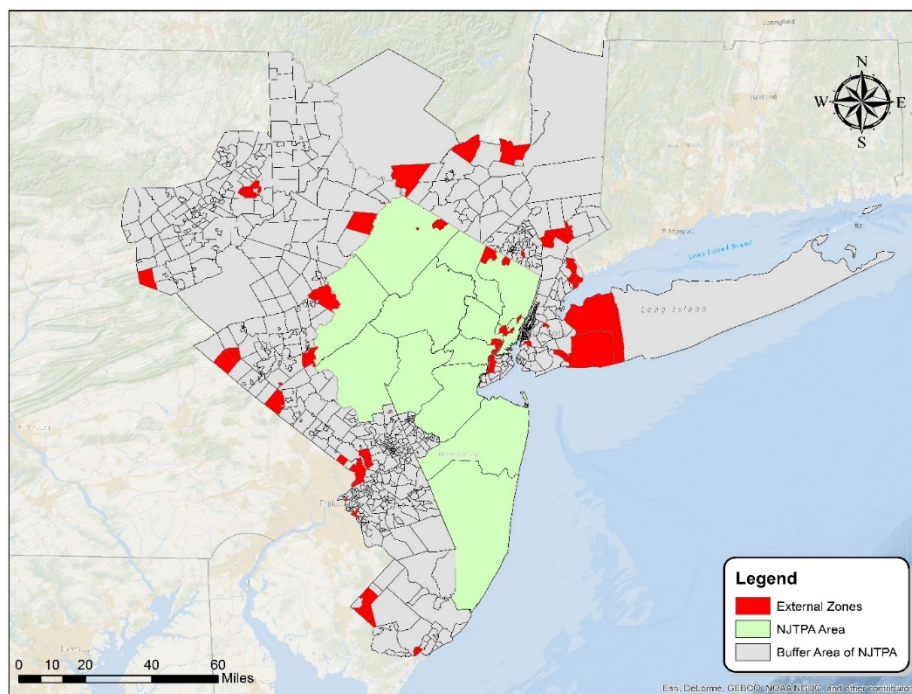 N
W E
S
Long Island Sound
Long Island
Legend
External Zones
NJTPA Area
Buffer Area of NJTPA
0 10 20 40 60
Miles
Esri, DeLorme, GEBCO, NOAA NGDC, and other contributors